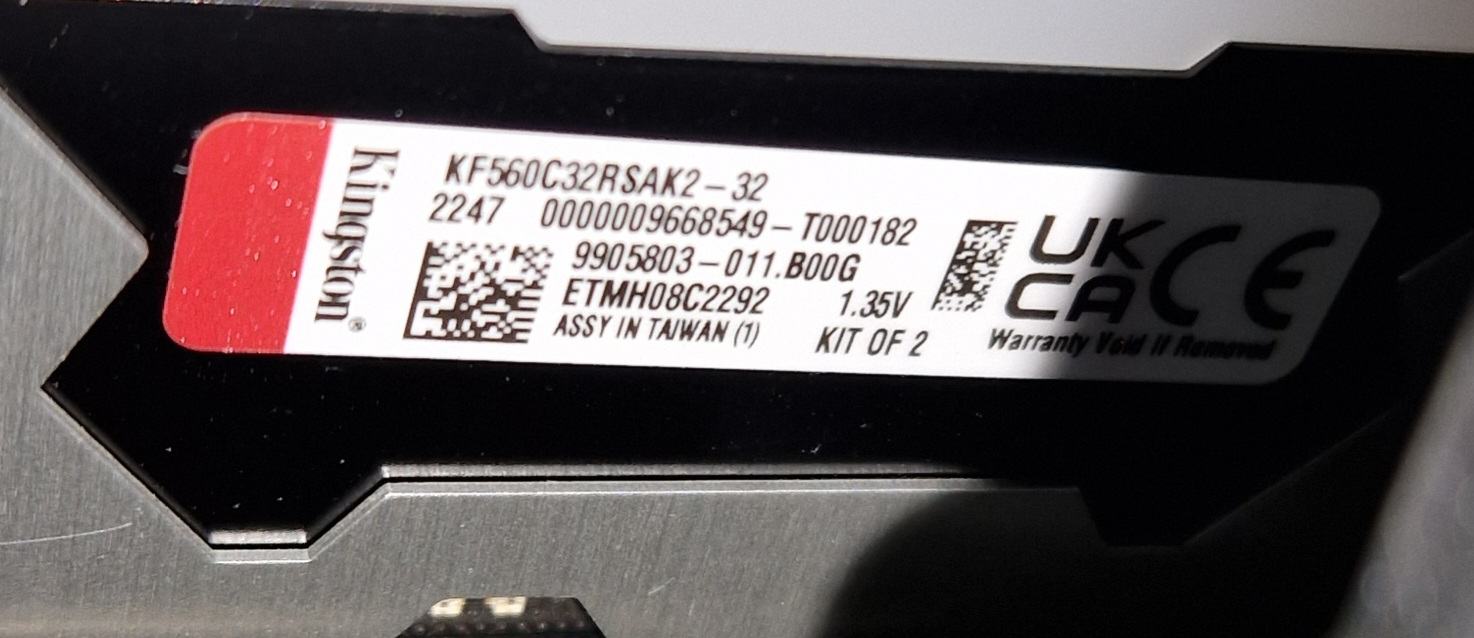 Kingston®
KF560C32RSAK2-32
2247 0000009668549-T000182
9905803-011.B00G
ETMH08C2292 1.35V
ASSY IN TAIWAN (1) KIT OF 2
UK
CA CE
Warranty Void If Removed